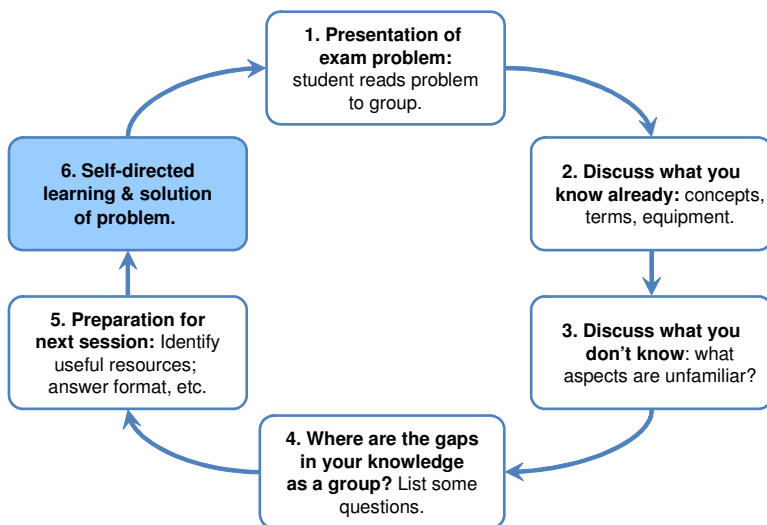 1. Presentation of
exam problem:
student reads problem
to group.
2. Discuss what you
know already: concepts,
terms, equipment.
3. Discuss what you
don’t know: what
aspects are unfamiliar?
4. Where are the gaps
in your knowledge
as a group? List some
questions.
5. Preparation for
next session: Identify
useful resources;
answer format, etc.
6. Self-directed
learning & solution
of problem.